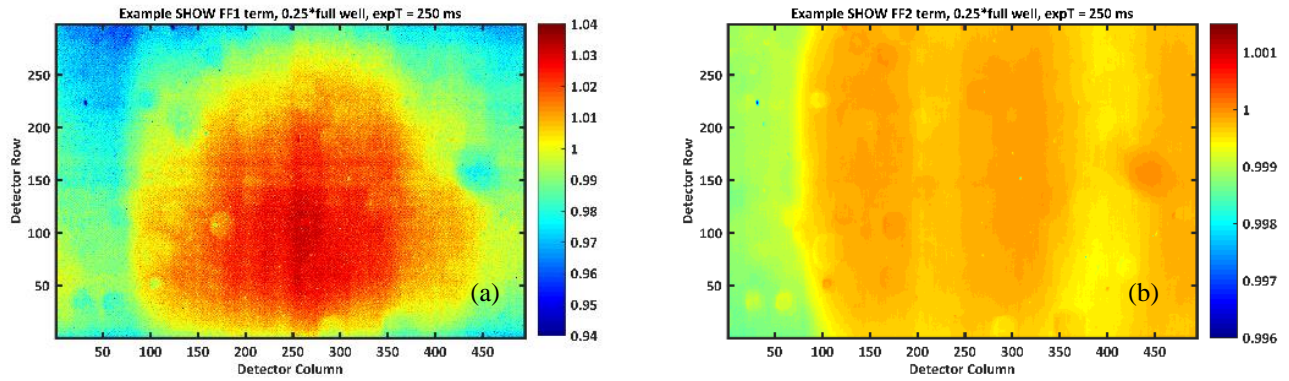 Example SHOW FF1 term, 0.25*full well, expT = 250 ms
Detector Row
250
200
150
100
50
50 100 150 200 250 300 350 400 450
Detector Column
1.04
1.03
1.02
1.01
1
0.99
0.98
0.97
0.96
0.95
0.94
(a)
Example SHOW FF2 term, 0.25*full well, expT = 250 ms
Detector Row
250
200
150
100
50
50 100 150 200 250 300 350 400 450
Detector Column
1.001
1
0.999
0.998
0.997
0.996
(b)